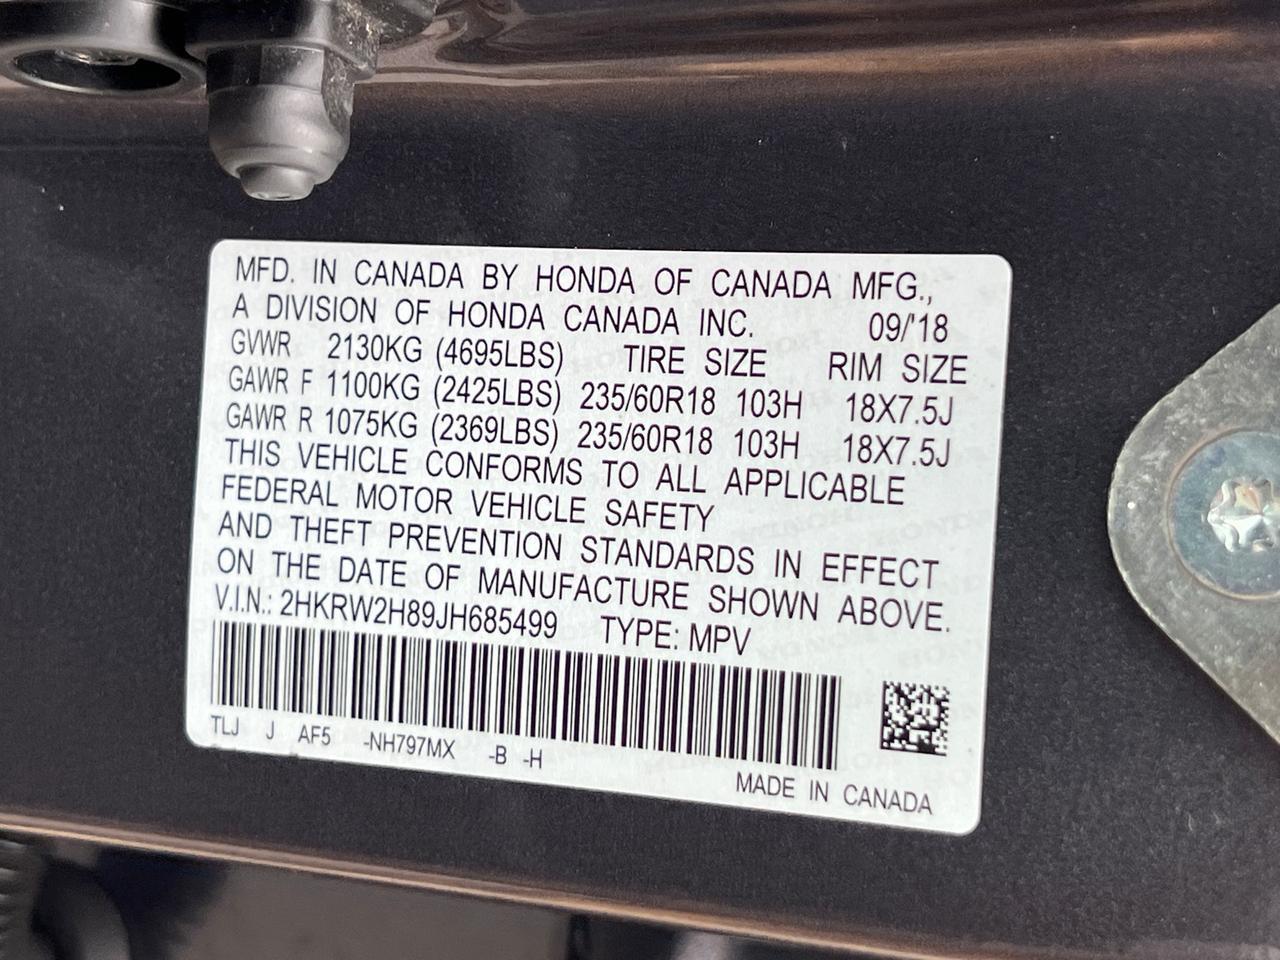 MFD. IN CANADA BY HONDA OF CANADA MFG.,
A DIVISION OF HONDA CANADA INC. 09/'18
GVWR 2130KG (4695LBS) TIRE SIZE RIM SIZE
GAWR F 1100KG (2425LBS) 235/60R18 103H 18X7.5J
GAWR R 1075KG (2369LBS) 235/60R18 103H 18X7.5J
THIS VEHICLE CONFORMS TO ALL APPLICABLE
FEDERAL MOTOR VEHICLE SAFETY
AND THEFT PREVENTION STANDARDS IN EFFECT
ON THE DATE OF MANUFACTURE SHOWN ABOVE.
V.I.N.: 2HKRW2H89JH685499 TYPE: MPV
TLJ J AF5 -NH797MX -B -H
MADE IN CANADA